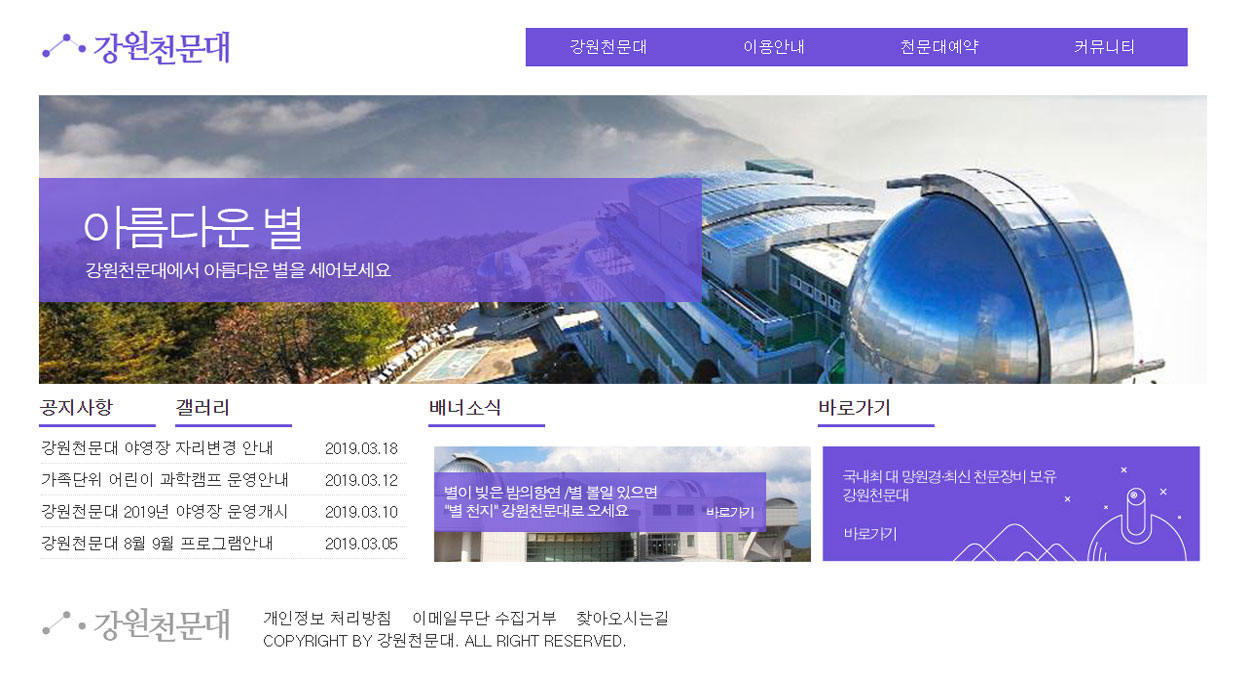 강원천문대
강원천문대 이용안내 천문대예약 커뮤니티
아름다운 별
강원천문대에서 아름다운 별을 세어보세요
공지사항 갤러리
강원천문대 야영장 자리변경 안내 2019.03.18
가족단위 어린이 과학캠프 운영안내 2019.03.12
강원천문대 2019년 야영장 운영개시 2019.03.10
강원천문대 8월 9월 프로그램안내 2019.03.05
배너소식
별이 빚은 밤의향연 /별 볼일 있으면
"별 천지" 강원천문대로 오세요
바로가기
바로가기
국내최 대 망원경·최신 천문장비 보유
강원천문대
바로가기
강원천문대
개인정보 처리방침 이메일무단 수집거부 찾아오시는길
COPYRIGHT BY 강원천문대. ALL RIGHT RESERVED.